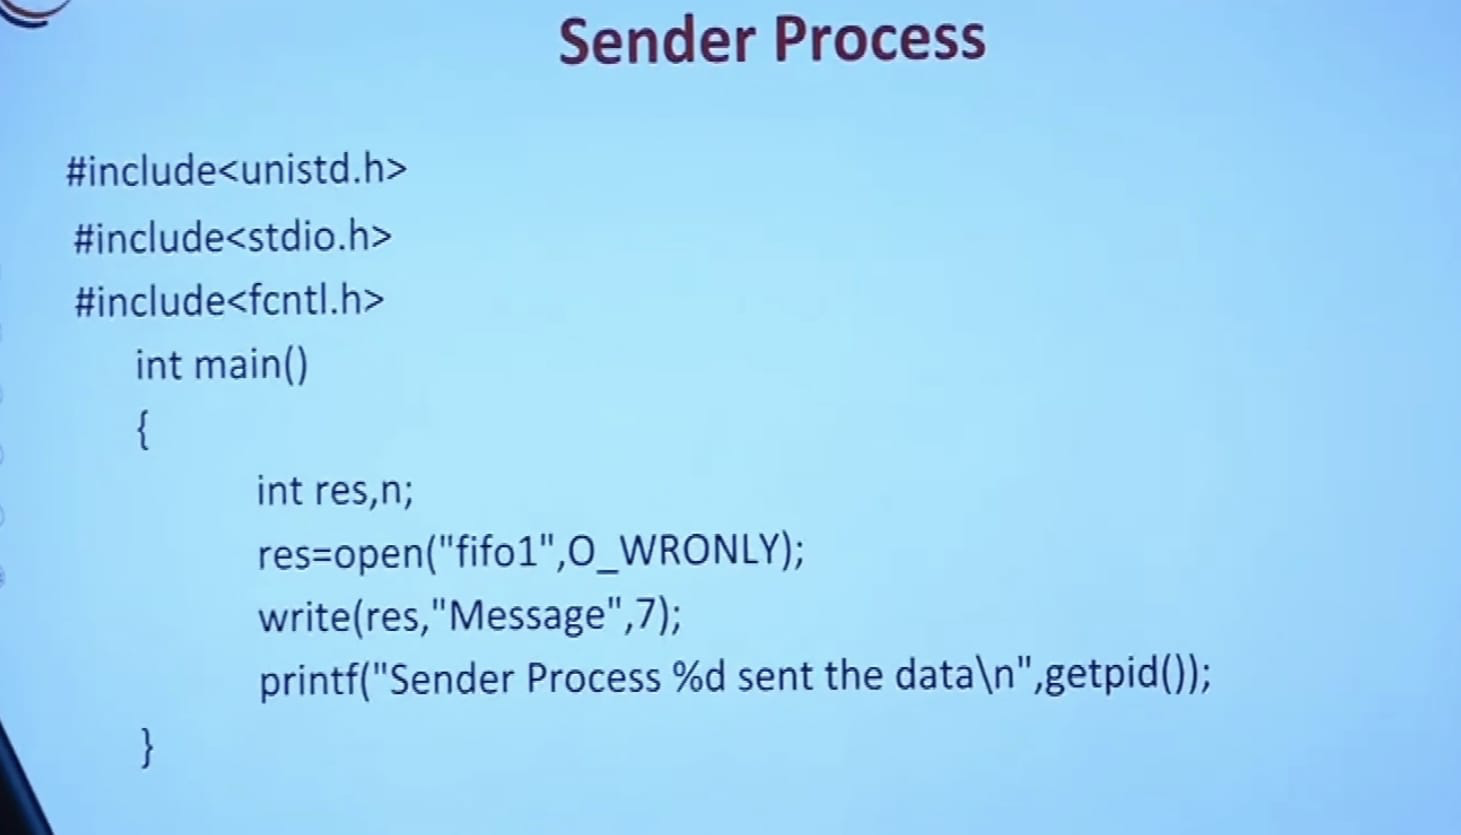 Sender Process
#include<unistd.h>
#include<stdio.h>
#include<fcntl.h>
int main()
{
int res,n;
res=open("fifo1",O_WRONLY);
write(res,"Message",7);
printf("Sender Process %d sent the data\n",getpid());
}